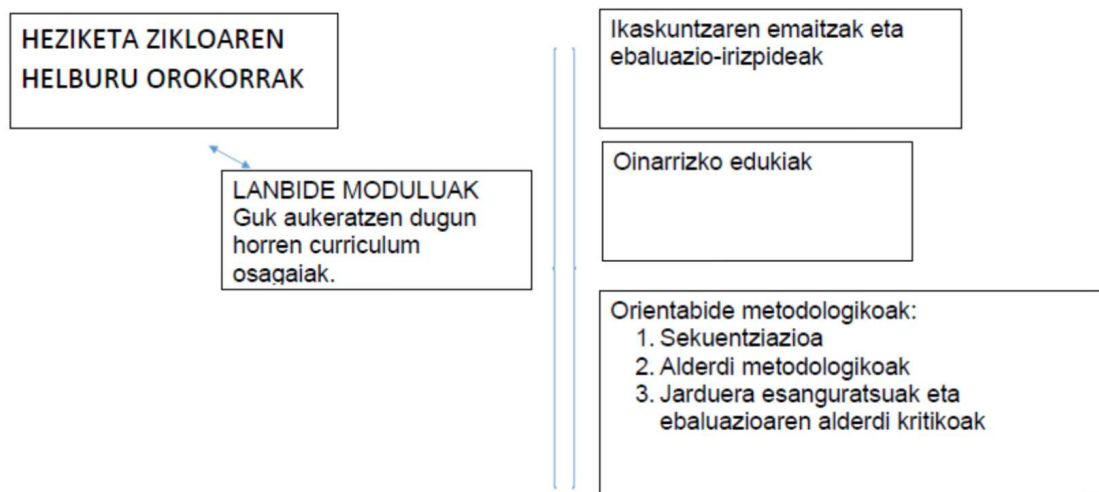 HEZIKETA ZIKLOAREN
HELBURU OROKORRAK
LANBIDE MODULUAK
Guk aukeratzen dugun
horren curriculum
osagaiak.
Ikaskuntzaren emaitzak eta
ebaluazio-irizpideak
Oinarrizko edukiak
Orientabide metodologikoak:
1. Sekuentziazioa
2. Alderdi metodologikoak
3. Jarduera esanguratsuak eta
ebaluazioaren alderdi kritikoak